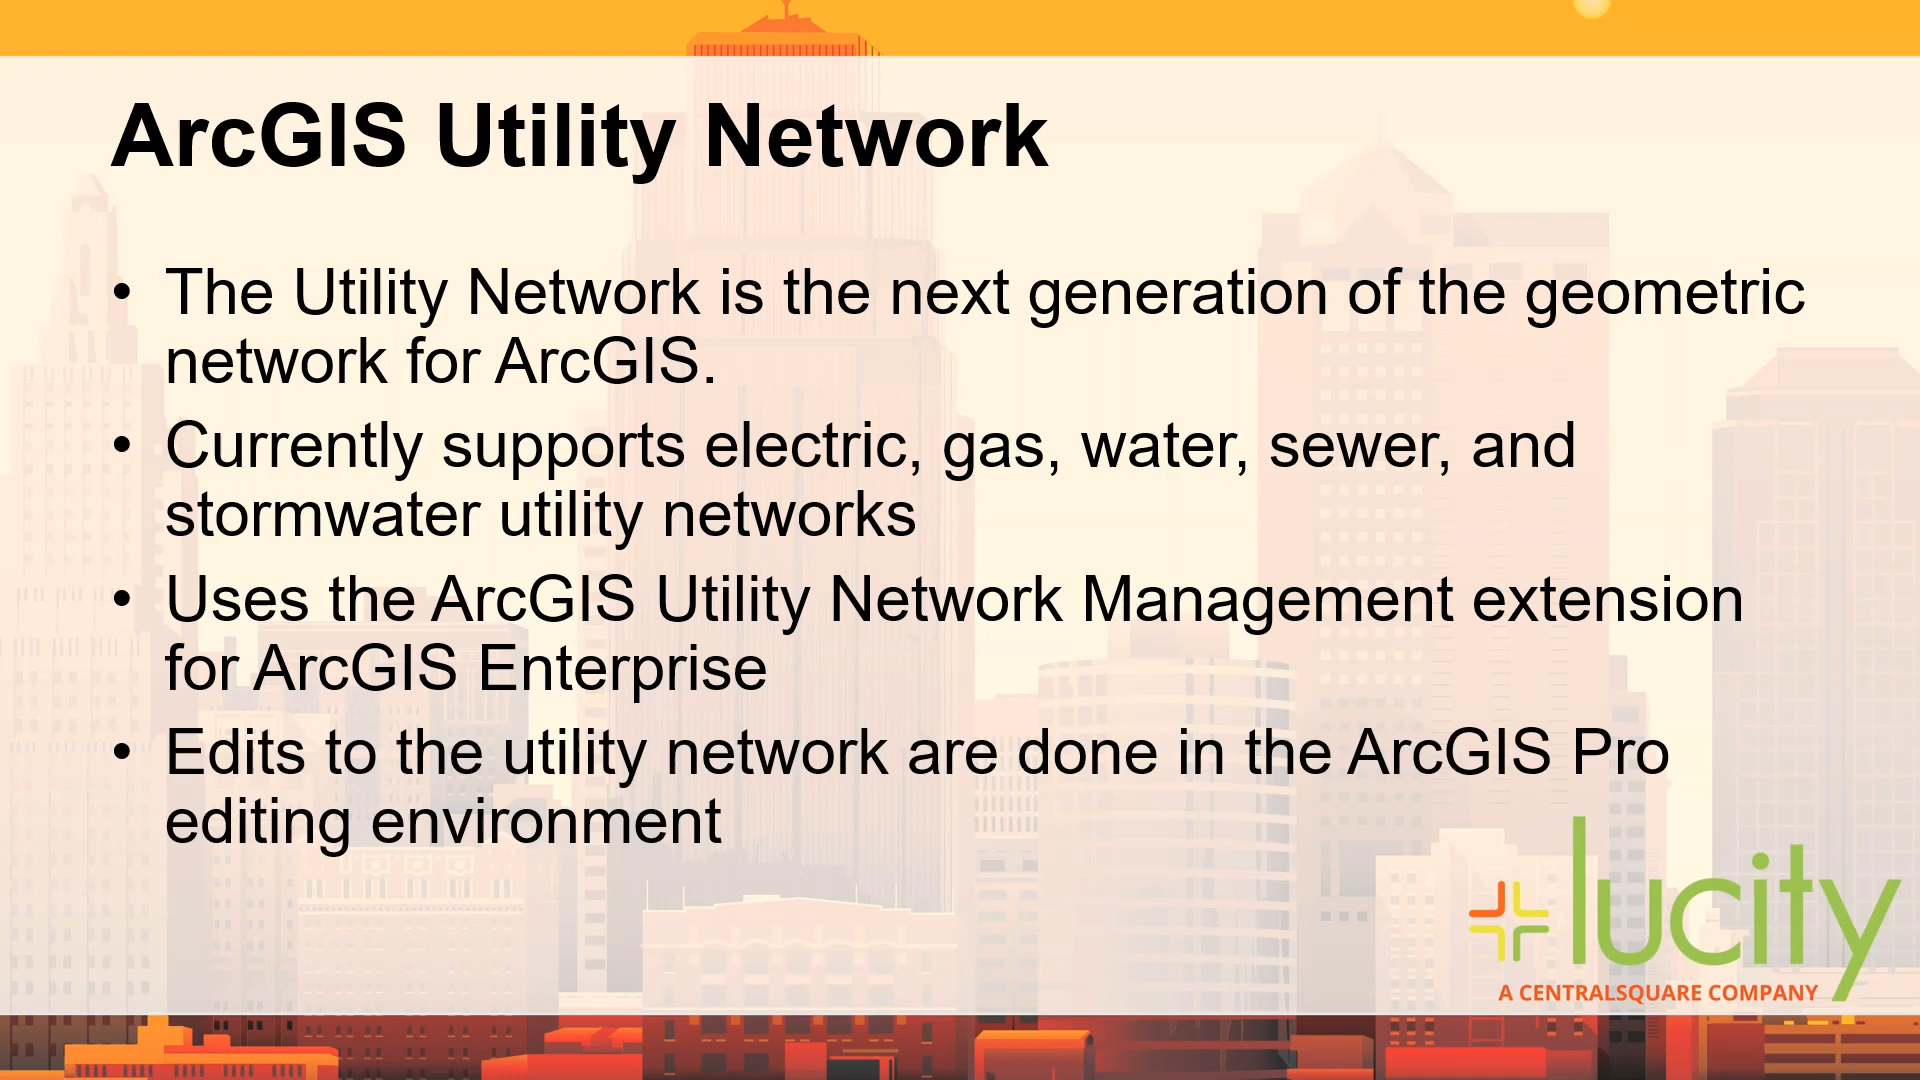 ArcGIS Utility Network
• The Utility Network is the next generation of the geometric
network for ArcGIS.
• Currently supports electric, gas, water, sewer, and
stormwater utility networks
• Uses the ArcGIS Utility Network Management extension
for ArcGIS Enterprise
• Edits to the utility network are done in the ArcGIS Pro
editing environment
lucity
A CENTRALSQUARE COMPANY